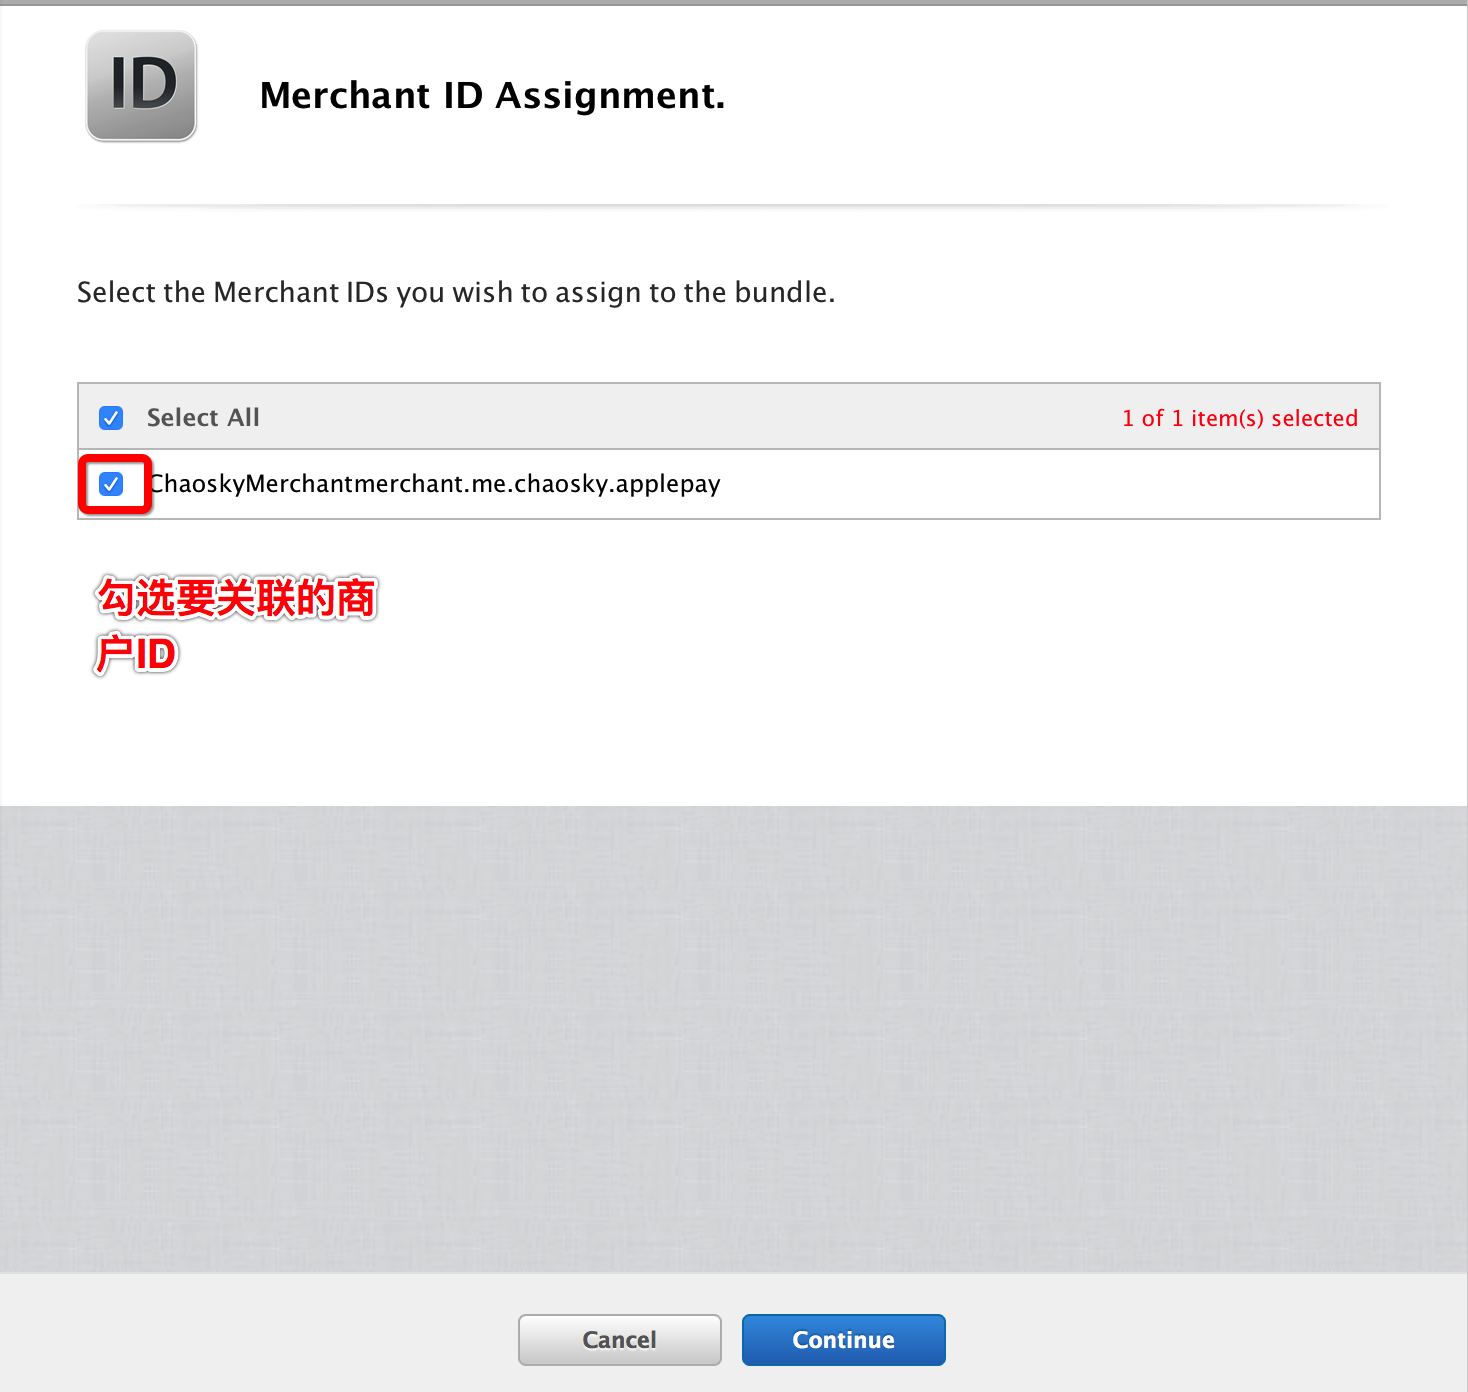 ID
Merchant ID Assignment.
Select the Merchant IDs you wish to assign to the bundle.
Select All
1 of 1 item(s) selected
ChaoskyMerchantmerchant.me.chaosky.applepay
勾选要关联的商
户ID
Cancel
Continue